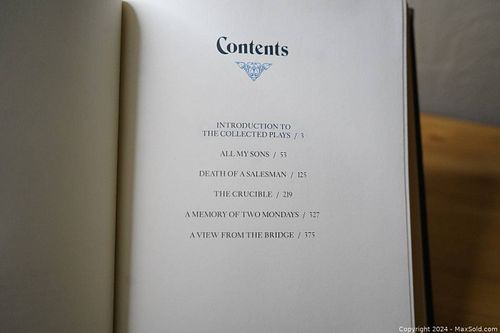 Contents
INTRODUCTION TO
THE COLLECTED PLAYS / 3
ALL MY SONS / 53
DEATH OF A SALESMAN / 125
THE CRUCIBLE / 219
A MEMORY OF TWO MONDAYS / 327
A VIEW FROM THE BRIDGE / 375
Copyright 2024 - MaxSold.com